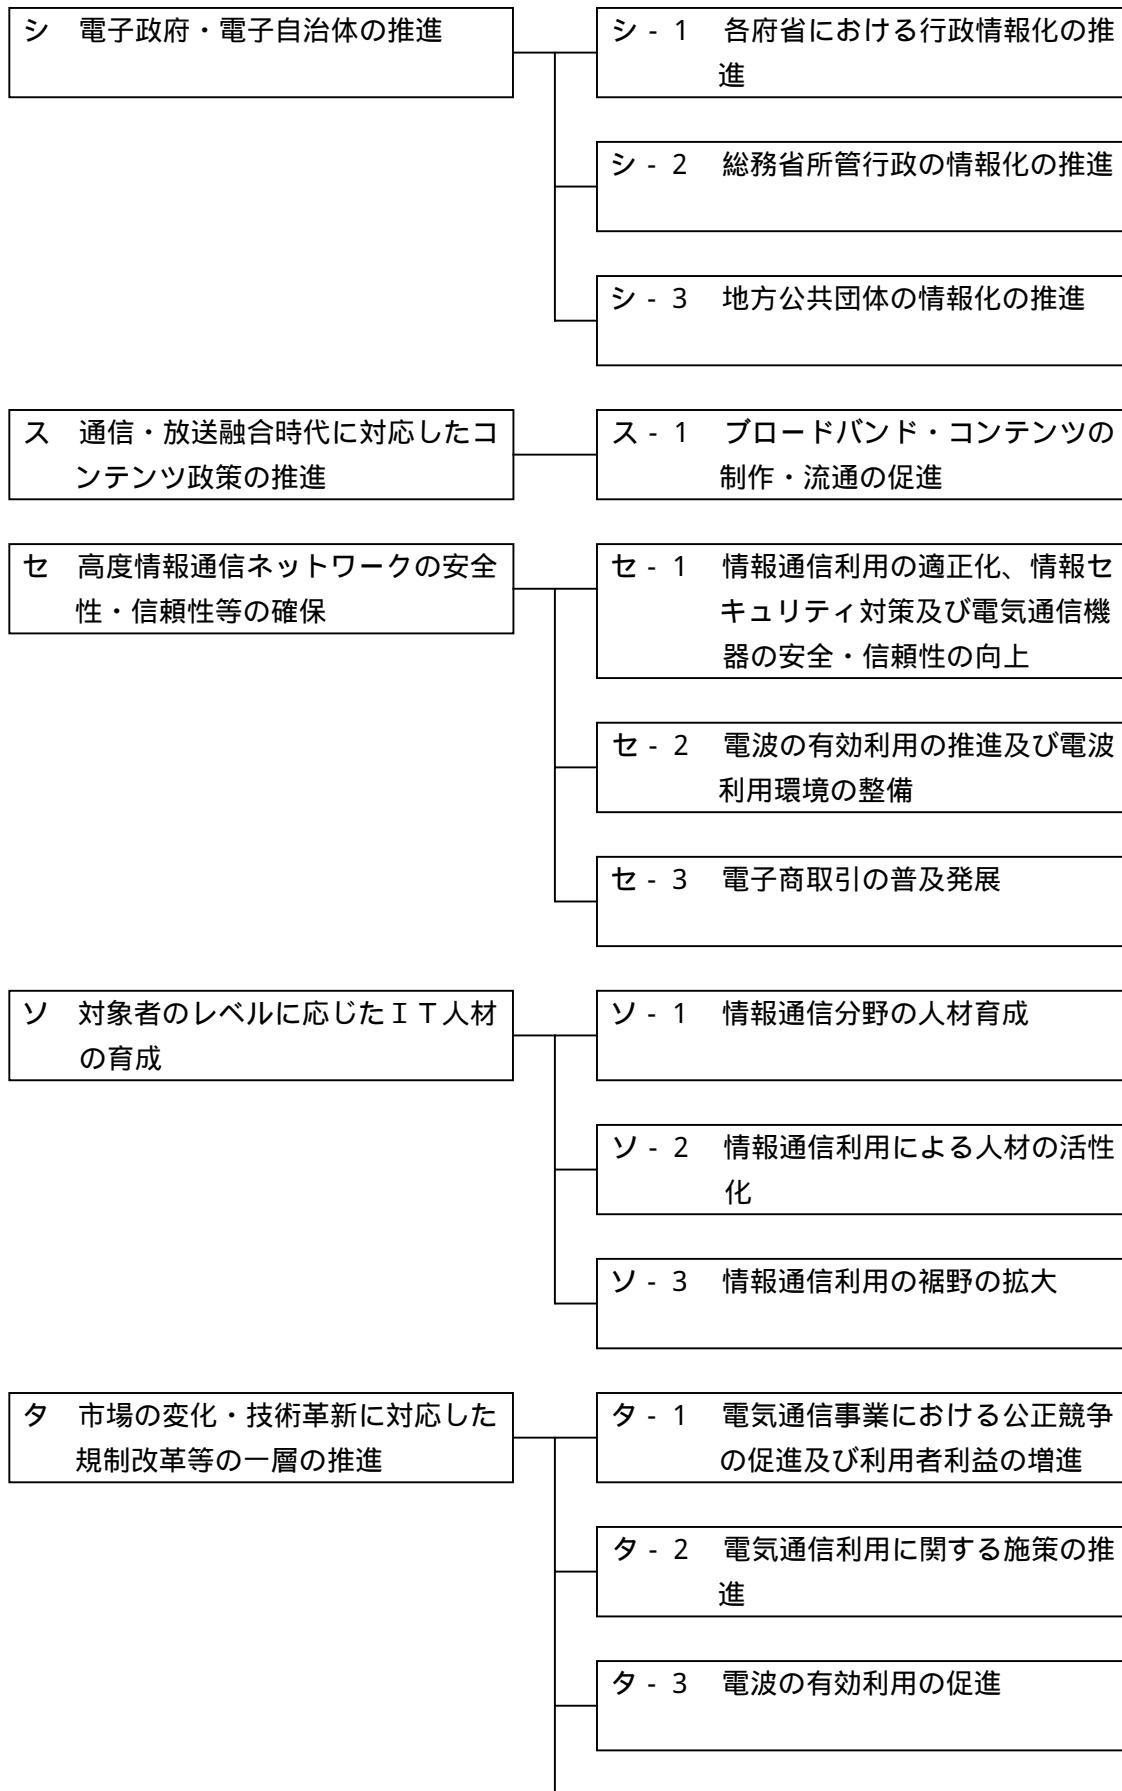 シ　電子政府・電子自治体の推進
シ - 1　各府省における行政情報化の推
進
シ - 2　総務省所管行政の情報化の推進
シ - 3　地方公共団体の情報化の推進
ス　通信・放送融合時代に対応したコ
ンテンツ政策の推進
ス - 1　ブロードバンド・コンテンツの
制作・流通の促進
セ　高度情報通信ネットワークの安全
性・信頼性等の確保
セ - 1　情報通信利用の適正化、情報セ
キュリティ対策及び電気通信機
器の安全・信頼性の向上
セ - 2　電波の有効利用の推進及び電波
利用環境の整備
セ - 3　電子商取引の普及発展
ソ　対象者のレベルに応じたＩＴ人材
の育成
ソ - 1　情報通信分野の人材育成
ソ - 2　情報通信利用による人材の活性
化
ソ - 3　情報通信利用の裾野の拡大
タ　市場の変化・技術革新に対応した
規制改革等の一層の推進
タ - 1　電気通信事業における公正競争
の促進及び利用者利益の増進
タ - 2　電気通信利用に関する施策の推
進
タ - 3　電波の有効利用の促進